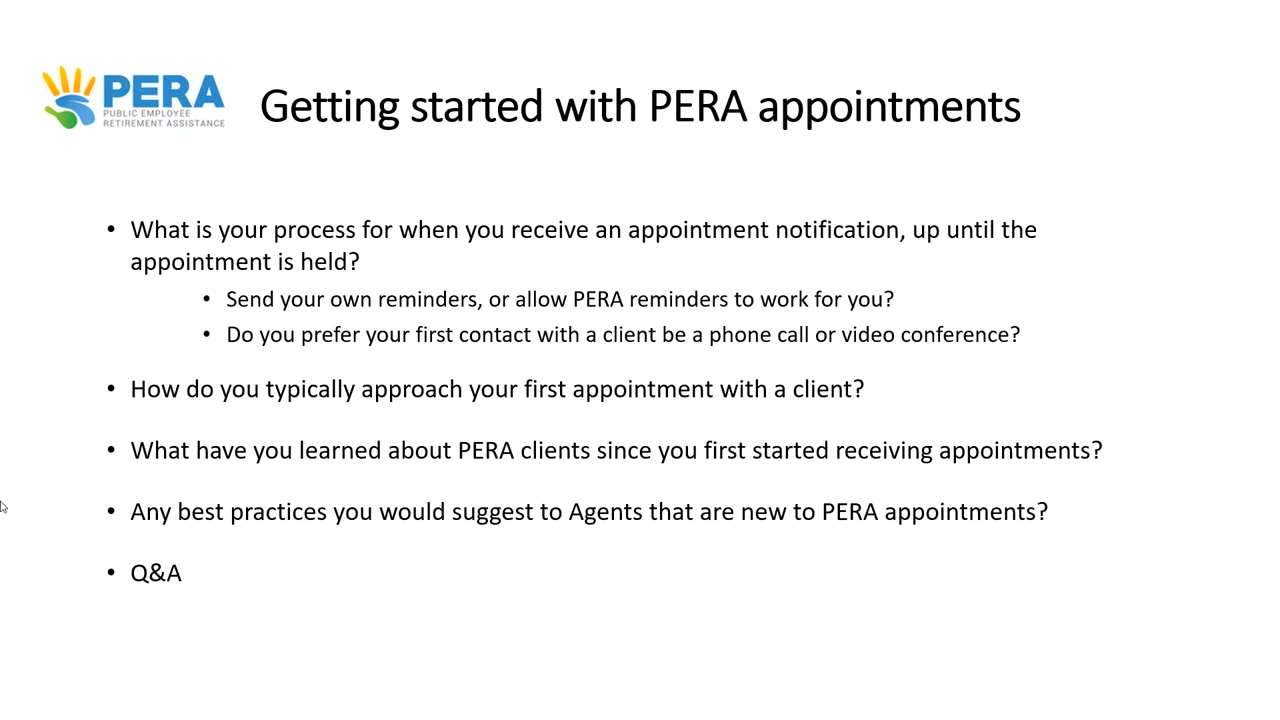 PERA
PUBLIC EMPLOYEE
RETIREMENT ASSISTANCE
Getting started with PERA appointments
• What is your process for when you receive an appointment notification, up until the
appointment is held?
• Send your own reminders, or allow PERA reminders to work for you?
• Do you prefer your first contact with a client be a phone call or video conference?
• How do you typically approach your first appointment with a client?
• What have you learned about PERA clients since you first started receiving appointments?
• Any best practices you would suggest to Agents that are new to PERA appointments?
• Q&A